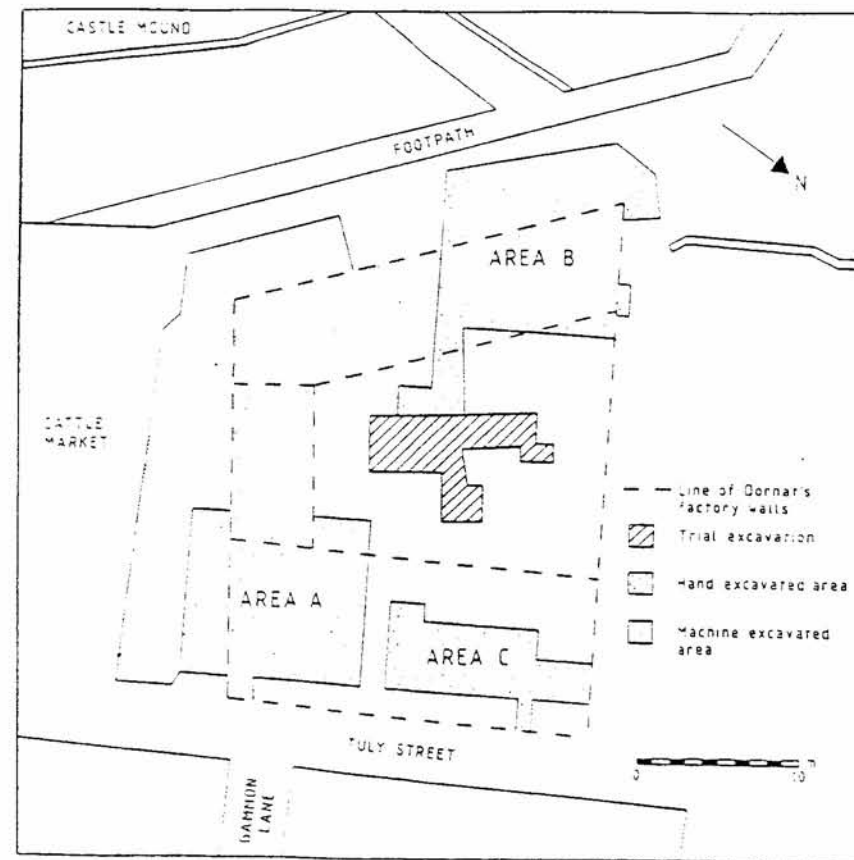 CASTLE MOUND
FOOTPATH
N
AREA B
CATTLE
MARKET
Line of Dornar's
Factory Walls
Trial excavation
Hand excavated area
Machine excavated
area
AREA A
AREA C
TULY STREET
GAMMON
LANE
0 10 m